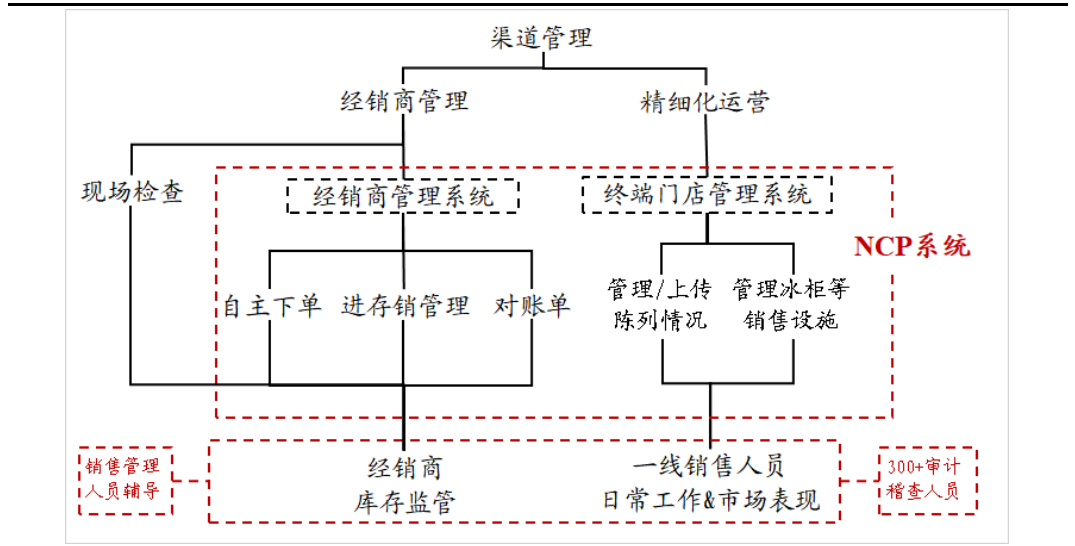 渠道管理
经销商管理
精细化运营
现场检查
经销商管理系统
终端门店管理系统
NCP系统
自主下单
进存销管理
对账单
管理/上传
陈列情况
管理冰柜等
销售设施
销售管理
人员辅导
经销商
库存监管
一线销售人员
日常工作&市场表现
300+审计
稽查人员